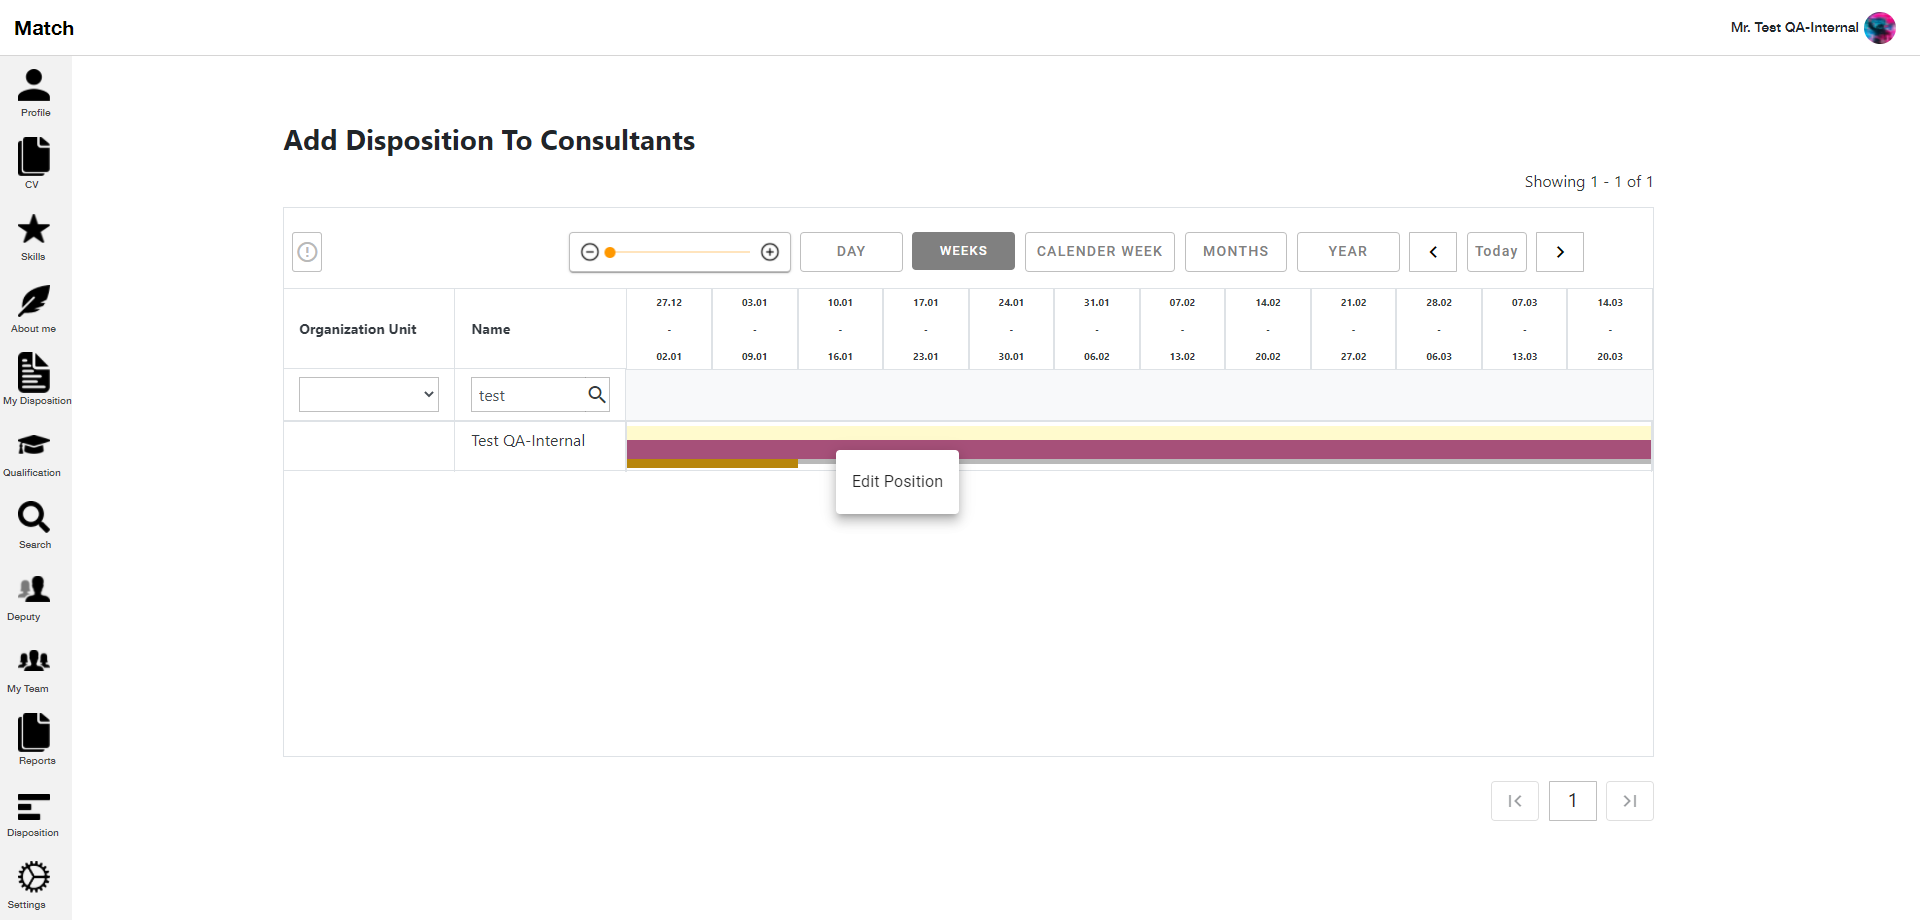 Match
Mr. Test QA-Internal
Profile
CV
Skills
About me
My Disposition
Qualification
Search
Deputy
My Team
Reports
Disposition
Settings
Add Disposition To Consultants
Showing 1 - 1 of 1
DAY
WEEKS
CALENDER WEEK
MONTHS
YEAR
Today
Organization Unit
Name
27.12 - 02.01
03.01 - 09.01
10.01 - 16.01
17.01 - 23.01
24.01 - 30.01
31.01 - 06.02
07.02 - 13.02
14.02 - 20.02
21.02 - 27.02
28.02 - 06.03
07.03 - 13.03
14.03 - 20.03
test
Test QA-Internal
Edit Position
1